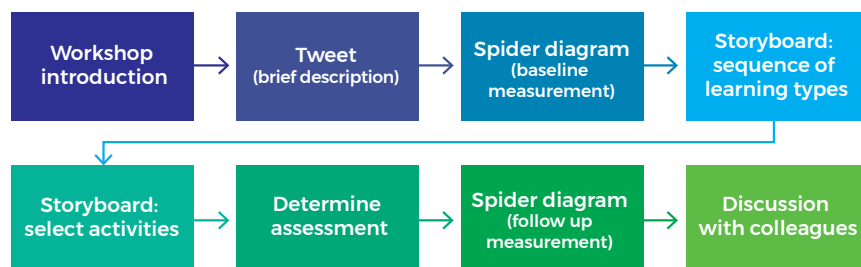 Workshop
introduction
Tweet
(brief description)
Spider diagram
(baseline
measurement)
Storyboard:
sequence of
learning types
Storyboard:
select activities
Determine
assessment
Spider diagram
(follow up
measurement)
Discussion
with colleagues